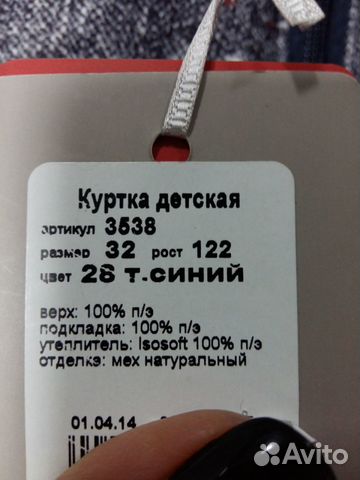 Куртка детская
артикул 3538
размер 32 рост 122
цвет 28 т.синий
верх: 100% п/э
подкладка: 100% п/э
утеплитель: Isosoft 100% п/э
отделка: мех натуральный
01.04.14
Avito